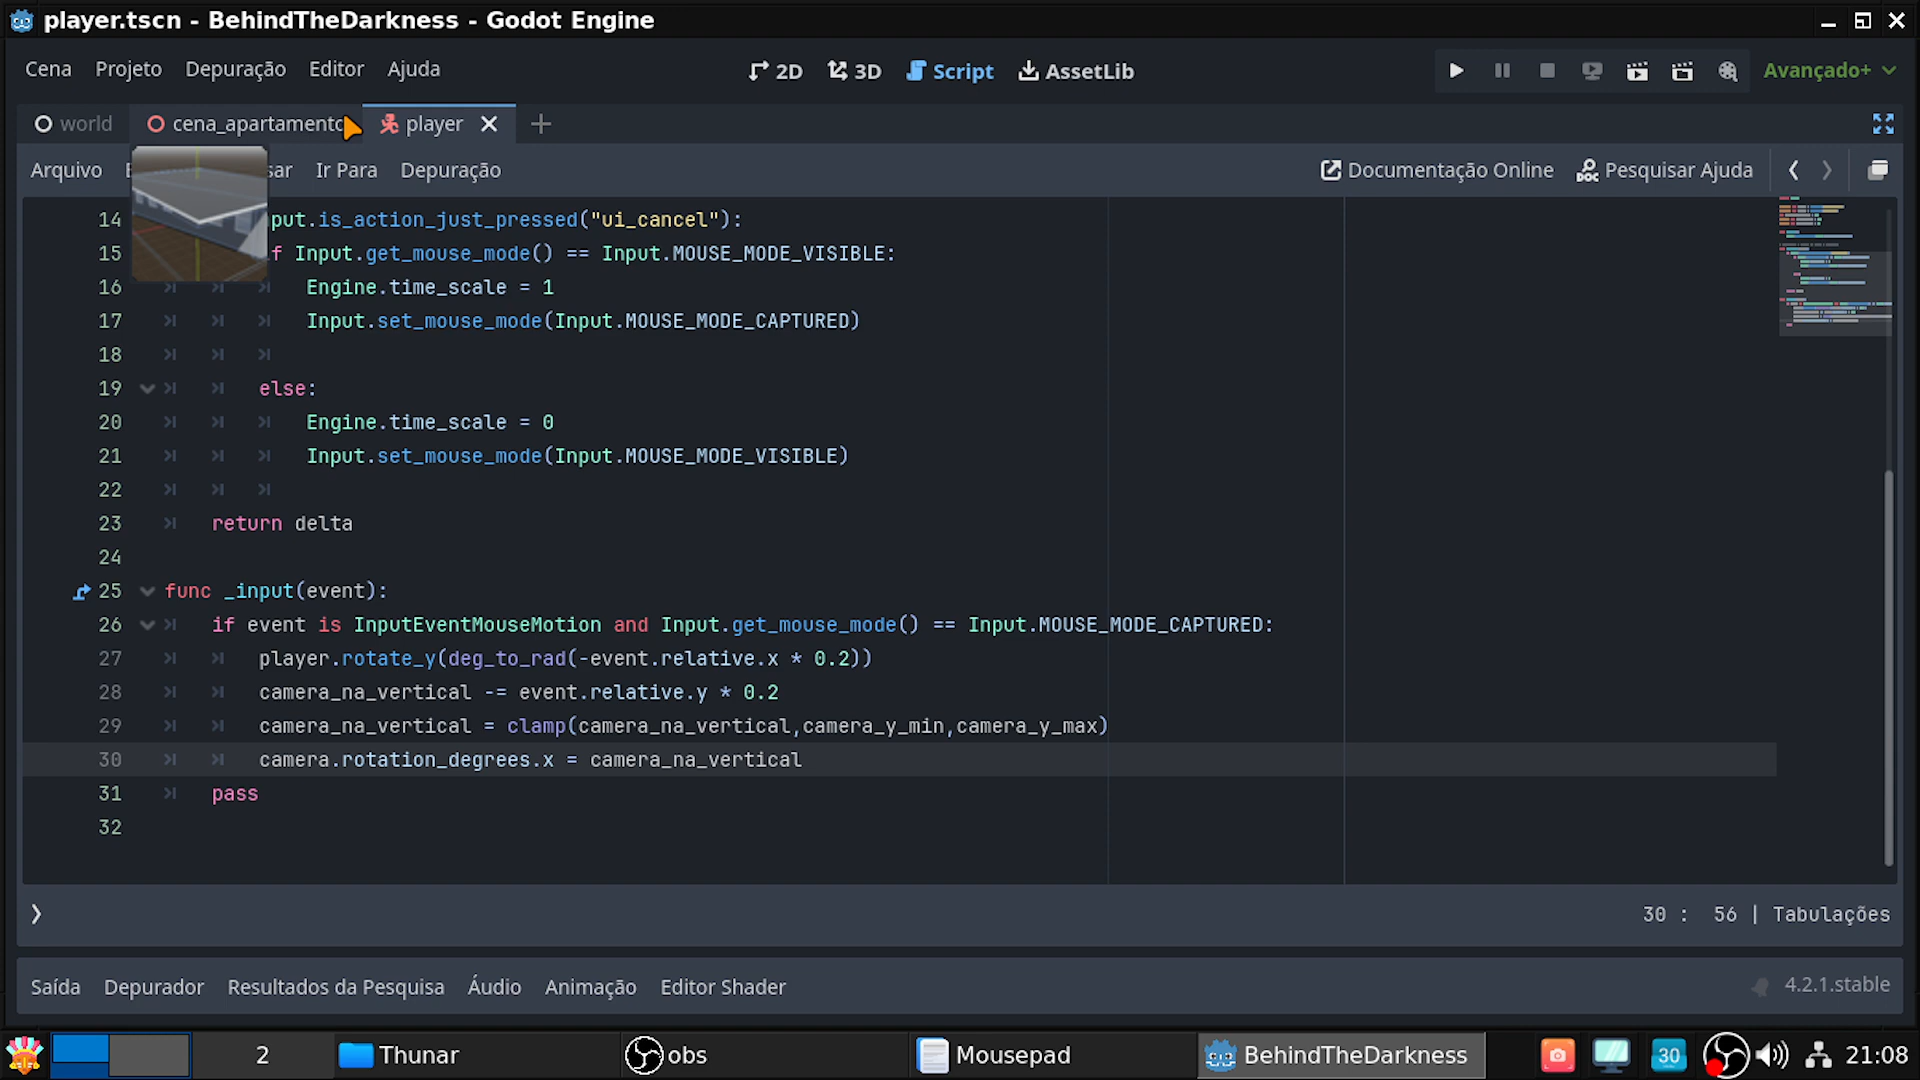 player.tscn - BehindTheDarkness - Godot Engine
Cena Projeto Depuração Editor Ajuda 2D 3D Script AssetLib Avançado+
world cena_apartamento player
Arquivo Ir Para Depuração Documentação Online DOC Pesquisar Ajuda
14 put.is_action_just_pressed("ui_cancel"):
15 f Input.get_mouse_mode() == Input.MOUSE_MODE_VISIBLE:
16 Engine.time_scale = 1
17 Input.set_mouse_mode(Input.MOUSE_MODE_CAPTURED)
18
19 else:
20 Engine.time_scale = 0
21 Input.set_mouse_mode(Input.MOUSE_MODE_VISIBLE)
22
23 return delta
24
25 func _input(event):
26 if event is InputEventMouseMotion and Input.get_mouse_mode() == Input.MOUSE_MODE_CAPTURED:
27 player.rotate_y(deg_to_rad(-event.relative.x * 0.2))
28 camera_na_vertical -= event.relative.y * 0.2
29 camera_na_vertical = clamp(camera_na_vertical,camera_y_min,camera_y_max)
30 camera.rotation_degrees.x = camera_na_vertical
31 pass
32
30 : 56 | Tabulações
Saída Depurador Resultados da Pesquisa Áudio Animação Editor Shader 4.2.1.stable
2 Thunar obs Mousepad BehindTheDarkness 30 21:08